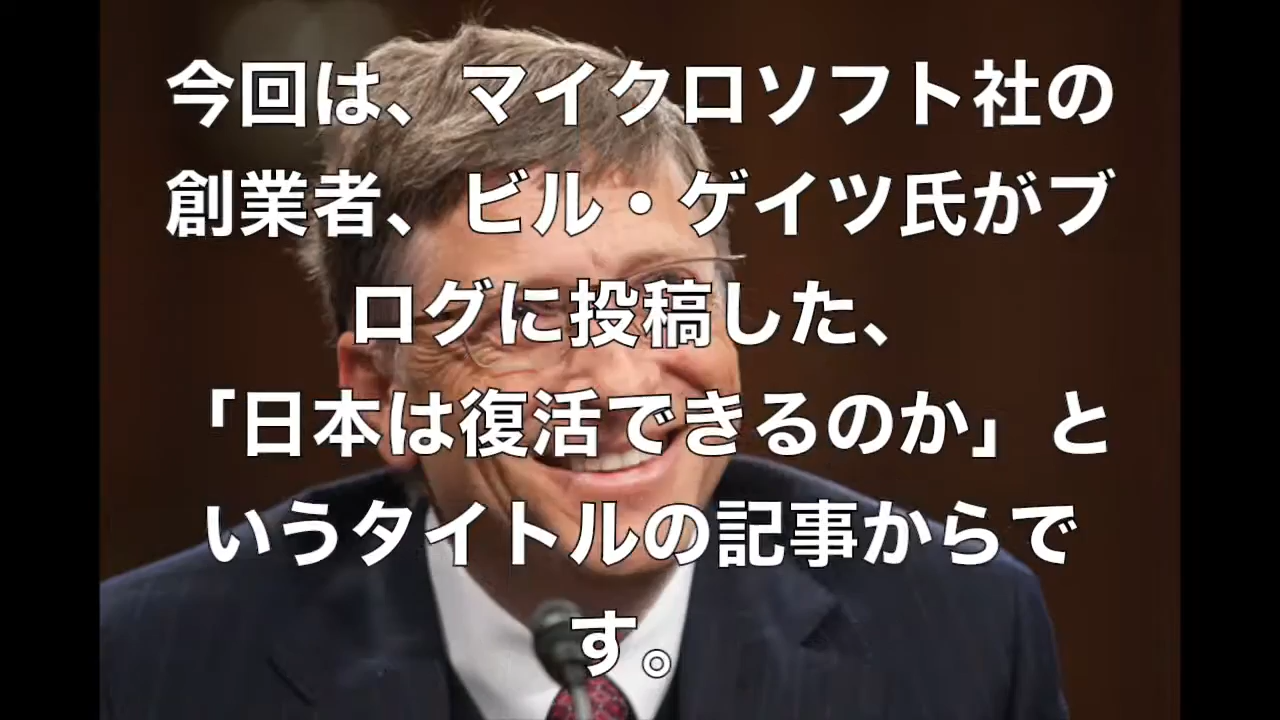 今回は、マイクロソフト社の
創業者、ビル・ゲイツ氏がブ
ログに投稿した、
「日本は復活できるのか」と
いうタイトルの記事からで
す。